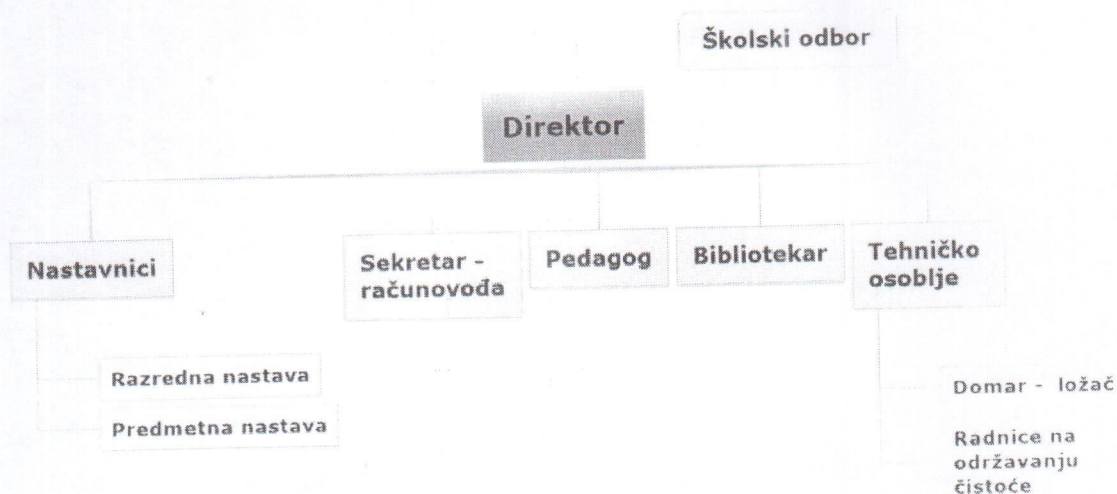 Školski odbor
Direktor
Nastavnici
Sekretar -
računovođa
Pedagog
Bibliotekar
Tehničko
osoblje
Razredna nastava
Predmetna nastava
Domar - ložač
Radnice na
održavanju
čistoće